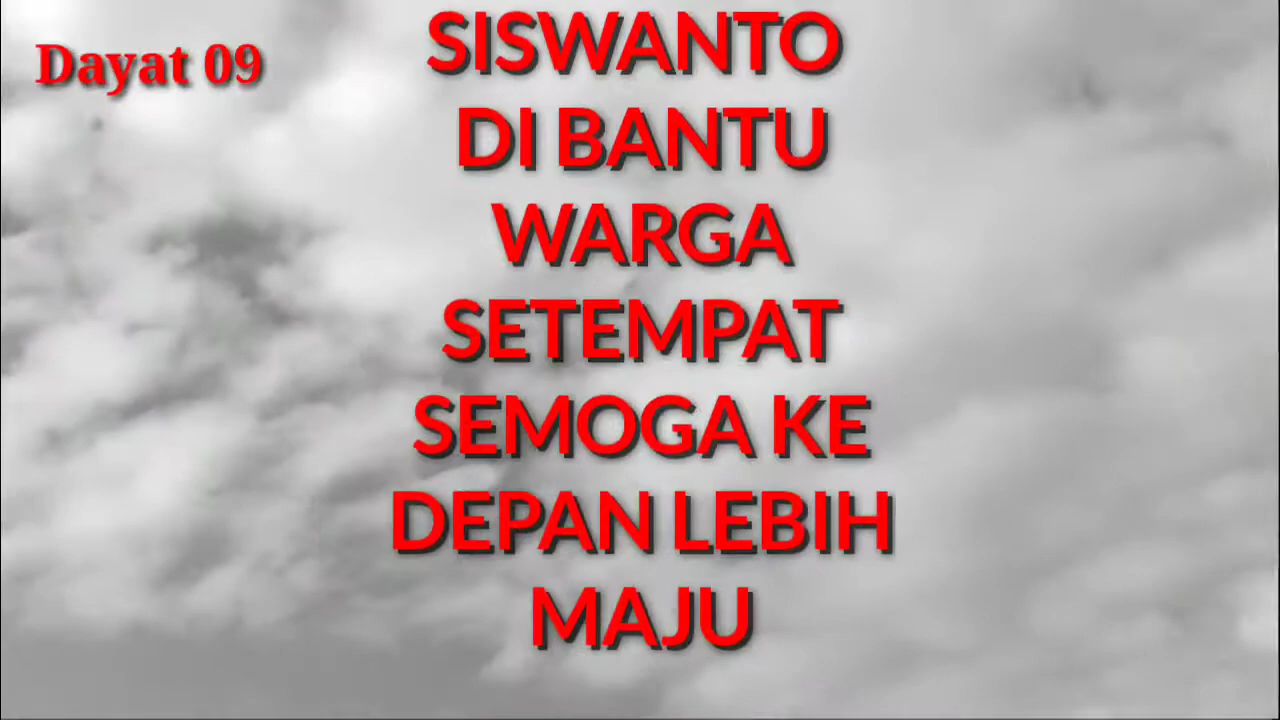 Dayat 09
SISWANTO
DI BANTU
WARGA
SETEMPAT
SEMOGA KE
DEPAN LEBIH
MAJU